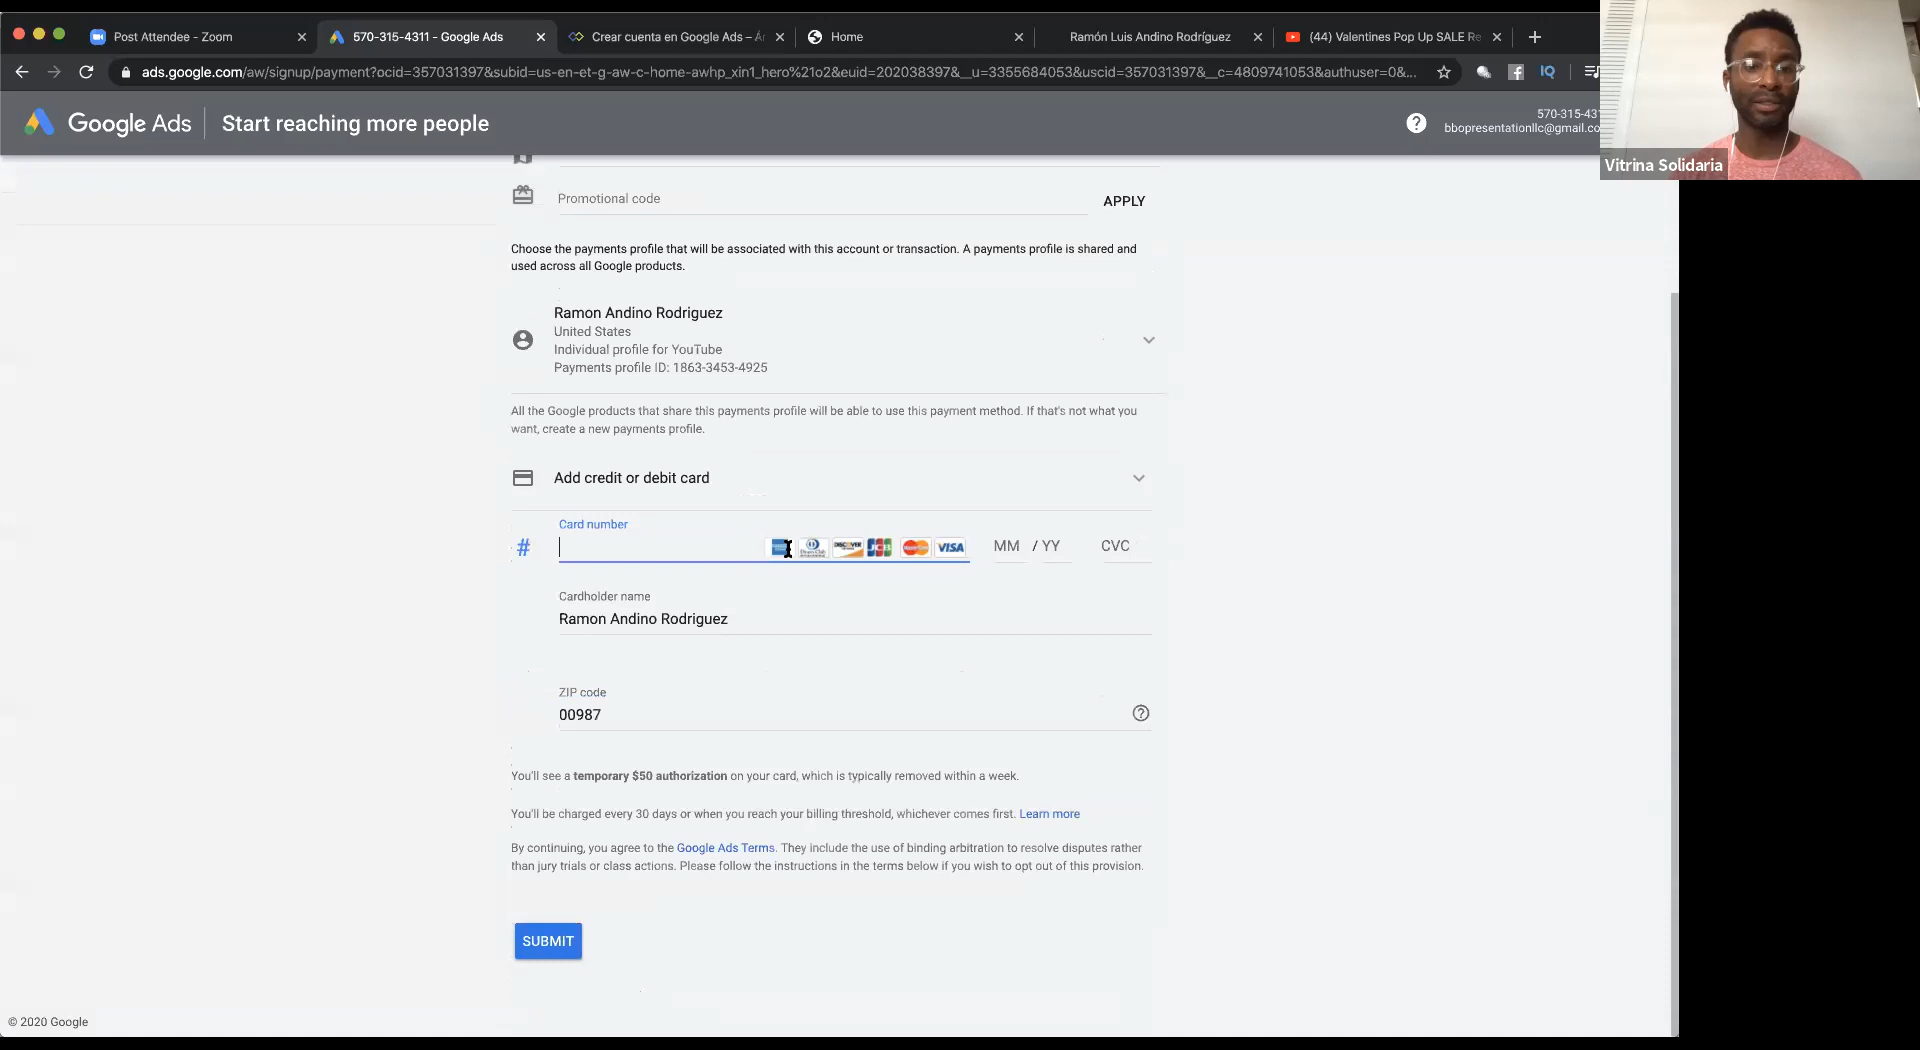 Post Attendee - Zoom
570-315-4311 - Google Ads
Crear cuenta en Google Ads –
Home
Ramón Luis Andino Rodríguez
(44) Valentines Pop Up SALE Re
ads.google.com/aw/signup/payment?ocid=357031397&subid=us-en-et-g-aw-c-home-awhp_xin1_hero%21o2&euid=202038397&__u=3355684053&uscid=357031397&__c=4809741053&authuser=0&...
IQ
Google Ads
Start reaching more people
570-315-431
bbopresentationllc@gmail.co
Vitrina Solidaria
Promotional code
APPLY
Choose the payments profile that will be associated with this account or transaction. A payments profile is shared and
used across all Google products.
Ramon Andino Rodriguez
United States
Individual profile for YouTube
Payments profile ID: 1863-3453-4925
All the Google products that share this payments profile will be able to use this payment method. If that's not what you
want, create a new payments profile.
Add credit or debit card
Card number
# DISCOVER JCB MasterCard VISA MM / YY CVC
Cardholder name
Ramon Andino Rodriguez
ZIP code
00987
You'll see a temporary $50 authorization on your card, which is typically removed within a week.
You'll be charged every 30 days or when you reach your billing threshold, whichever comes first. Learn more
By continuing, you agree to the Google Ads Terms. They include the use of binding arbitration to resolve disputes rather
than jury trials or class actions. Please follow the instructions in the terms below if you wish to opt out of this provision.
SUBMIT
© 2020 Google